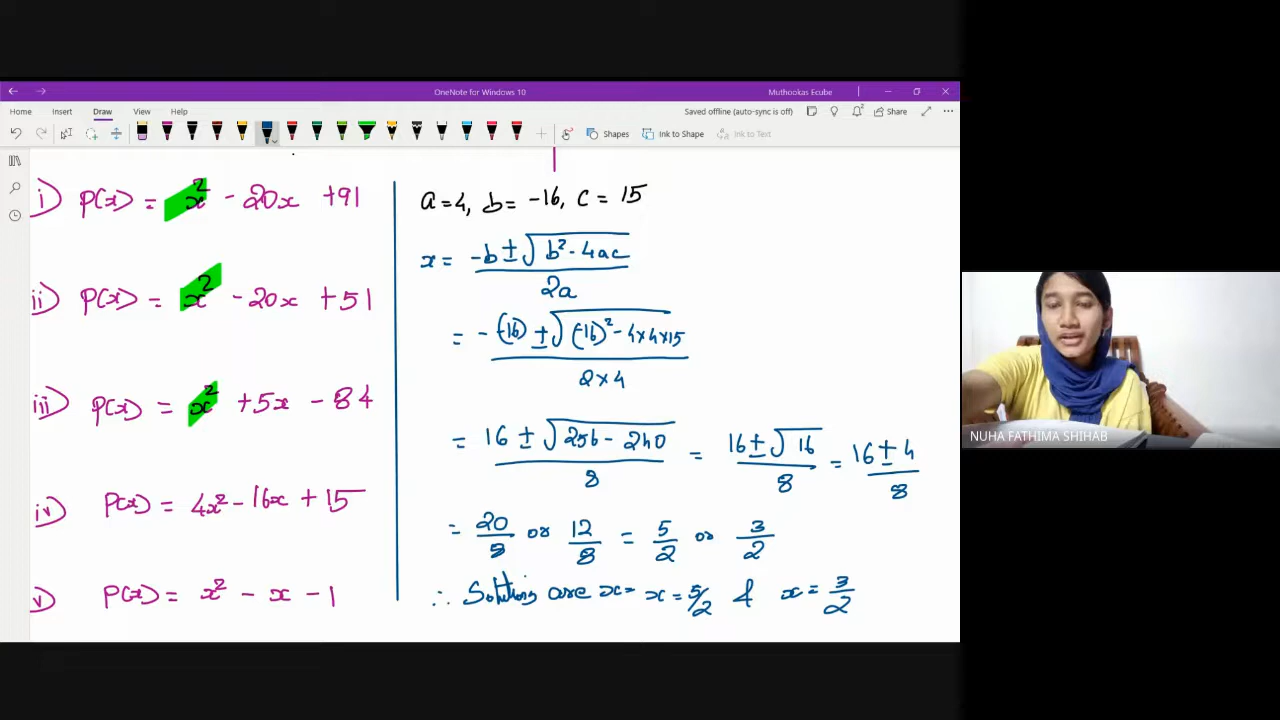 OneNote for Windows 10
Muthookas Ecube
Home Insert Draw View Help
Saved offline (auto-sync is off)
Share
Shapes
Ink to Shape
Ink to Text
i) P(x) = x² - 20x + 91
ii) P(x) = x² - 20x + 51
iii) P(x) = x² + 5x - 84
iv) P(x) = 4x² - 16x + 15
v) P(x) = x² - x - 1
a = 4, b = -16, c = 15
x = (-b ± √(b² - 4ac)) / 2a
= (-(-16) ± √((-16)² - 4×4×15)) / (2×4)
= (16 ± √(256 - 240)) / 8 = (16 ± √16) / 8 = (16 ± 4) / 8
= 20/8 or 12/8 = 5/2 or 3/2
∴ Solutions are x = x = 5/2 & x = 3/2
NUHA FATHIMA SHIHAB